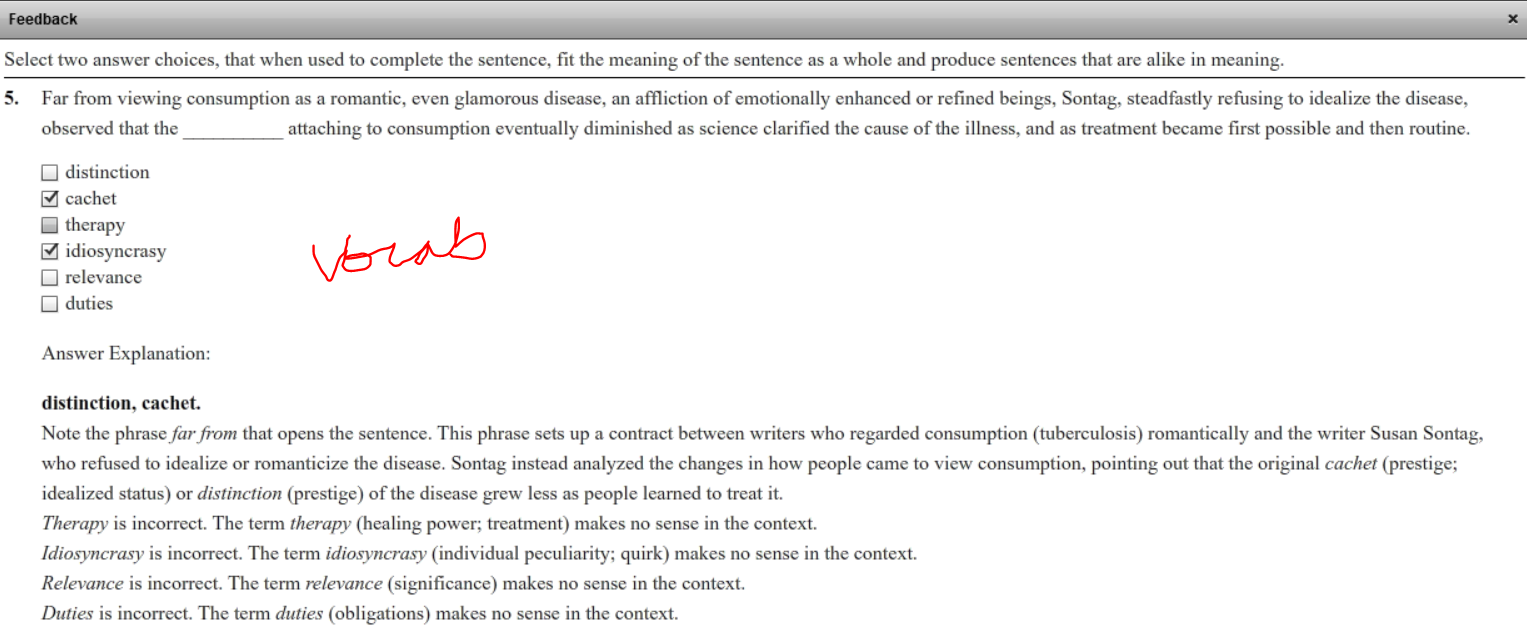 Feedback
×
Select two answer choices, that when used to complete the sentence, fit the meaning of the sentence as a whole and produce sentences that are alike in meaning.
5. Far from viewing consumption as a romantic, even glamorous disease, an affliction of emotionally enhanced or refined beings, Sontag, steadfastly refusing to idealize the disease,
observed that the __________ attaching to consumption eventually diminished as science clarified the cause of the illness, and as treatment became first possible and then routine.
distinction
cachet
therapy
idiosyncrasy
relevance
duties
vocab
Answer Explanation:
distinction, cachet.
Note the phrase far from that opens the sentence. This phrase sets up a contract between writers who regarded consumption (tuberculosis) romantically and the writer Susan Sontag,
who refused to idealize or romanticize the disease. Sontag instead analyzed the changes in how people came to view consumption, pointing out that the original cachet (prestige;
idealized status) or distinction (prestige) of the disease grew less as people learned to treat it.
Therapy is incorrect. The term therapy (healing power; treatment) makes no sense in the context.
Idiosyncrasy is incorrect. The term idiosyncrasy (individual peculiarity; quirk) makes no sense in the context.
Relevance is incorrect. The term relevance (significance) makes no sense in the context.
Duties is incorrect. The term duties (obligations) makes no sense in the context.